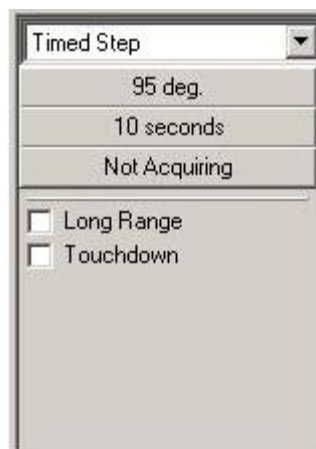 Timed Step
95 deg.
10 seconds
Not Acquiring
Long Range
Touchdown